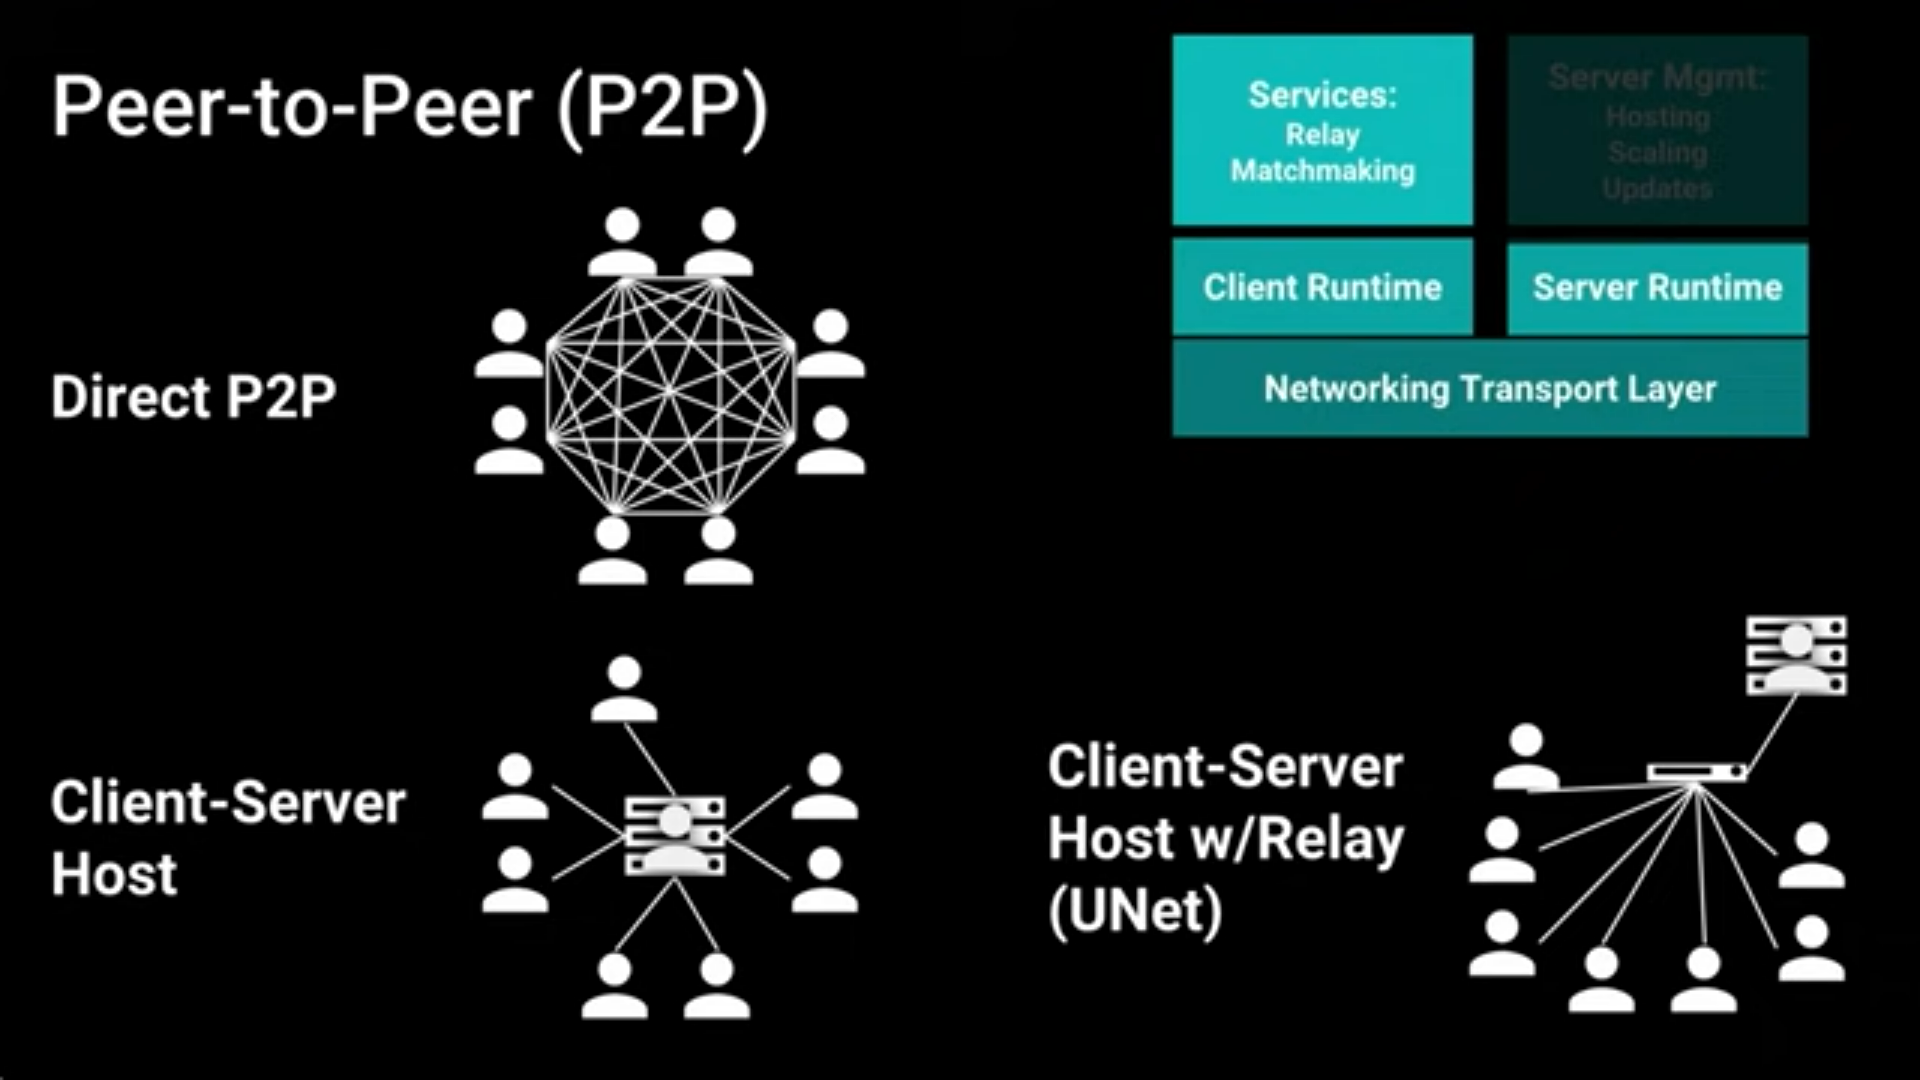 Peer-to-Peer (P2P)
Services:
Relay
Matchmaking
Server Mgmt:
Hosting
Scaling
Updates
Client Runtime
Server Runtime
Networking Transport Layer
Direct P2P
Client-Server
Host
Client-Server
Host w/Relay
(UNet)